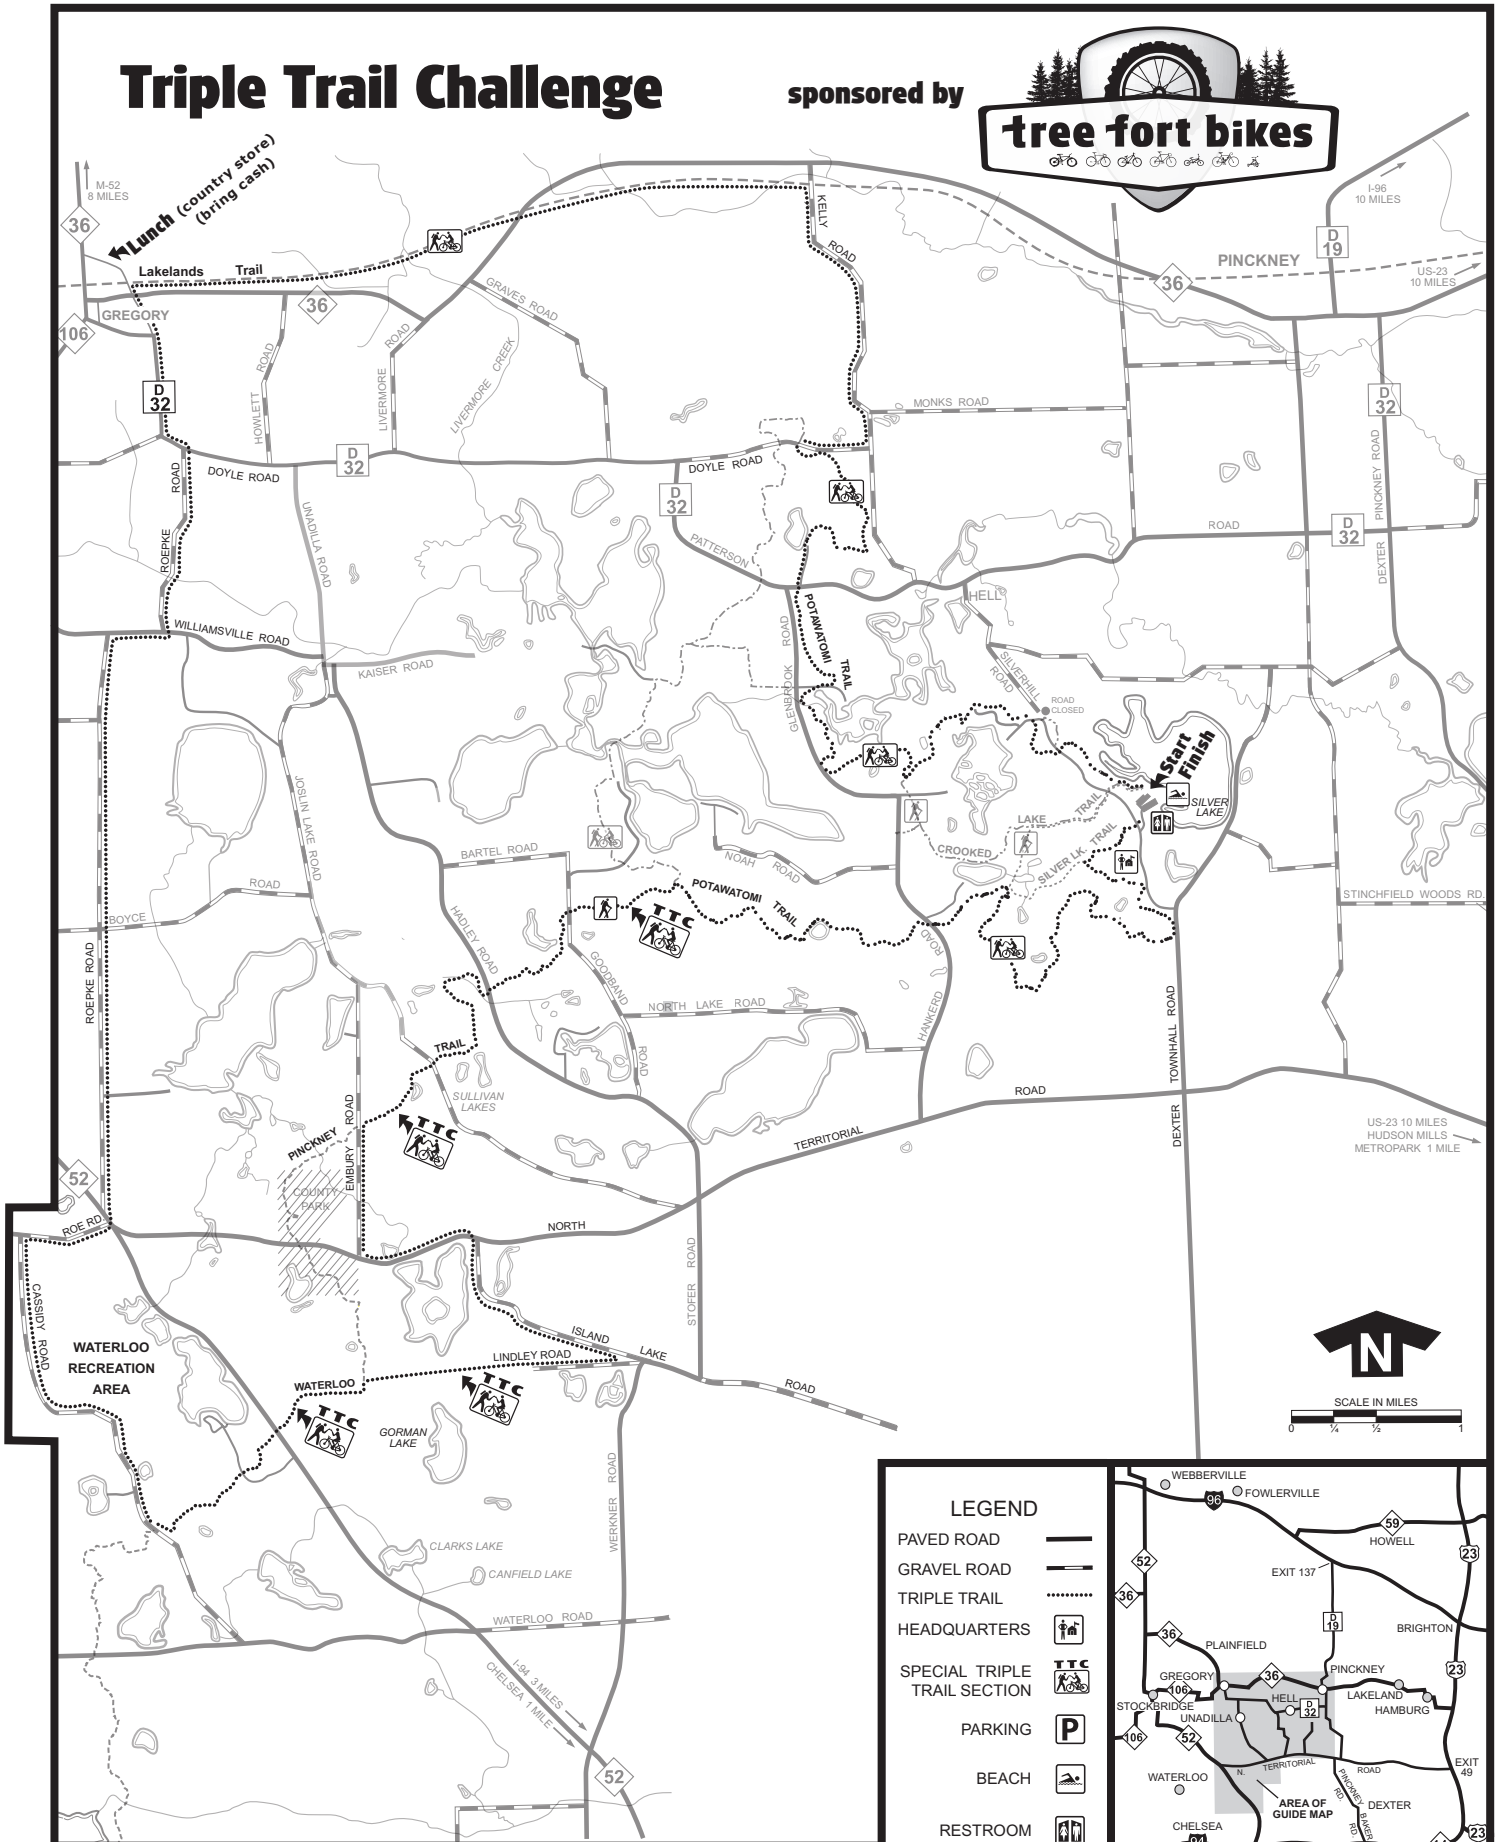 Triple Trail Challenge
sponsored by
tree fort bikes
Lunch (country store)
(bring cash)
M-52
8 MILES
36
I-96
10 MILES
D
19
PINCKNEY
US-23
10 MILES
36
KELLY
ROAD
Lakelands Trail
36
GREGORY
106
GRAVES ROAD
ROAD
LIVERMORE
LIVERMORE CREEK
ROAD
HOWLETT
D
32
MONKS ROAD
D
32
PINCKNEY ROAD
DEXTER
ROAD
ROEPKE
DOYLE ROAD
D
32
DOYLE ROAD
D
32
UNADILLA ROAD
PATTERSON
ROAD
D
32
HELL
WILLIAMSVILLE ROAD
KAISER ROAD
ROAD
GLENBROOK
POTAWATOMI
TRAIL
SILVERHILL
ROAD
ROAD
CLOSED
Start
Finish
SILVER
LAKE
JOSLIN LAKE ROAD
LAKE TRAIL
CROOKED
SILVER LK. TRAIL
BARTEL ROAD
NOAH ROAD
POTAWATOMI
TRAIL
TTC
STINCHFIELD WOODS RD.
ROAD
BOYCE
HADLEY ROAD
GOODBAND
ROAD
ROAD
HANKERD
NORTH LAKE ROAD
ROEPKE ROAD
TRAIL
SULLIVAN
LAKES
TTC
TOWNHALL ROAD
DEXTER
ROAD
TERRITORIAL
US-23 10 MILES
HUDSON MILLS
METROPARK 1 MILE
PINCKNEY
EMBURY ROAD
COUNTY
PARK
52
ROE RD
NORTH
CASSIDY ROAD
STOFER ROAD
ISLAND
LAKE
ROAD
LINDLEY ROAD
WATERLOO
WATERLOO
RECREATION
AREA
TTC
TTC
GORMAN
LAKE
N
SCALE IN MILES
0 ¼ ½ 1
WERKNER ROAD
CLARKS LAKE
CANFIELD LAKE
WATERLOO ROAD
I-94 3 MILES
CHELSEA 1 MILE
52
LEGEND
PAVED ROAD
GRAVEL ROAD
TRIPLE TRAIL
HEADQUARTERS
SPECIAL TRIPLE
TRAIL SECTION
TTC
PARKING
P
BEACH
RESTROOM
WEBBERVILLE
FOWLERVILLE
96
59
HOWELL
23
52
EXIT 137
36
D
19
BRIGHTON
36
PLAINFIELD
23
GREGORY
36
PINCKNEY
106
STOCKBRIDGE
HELL
D
32
LAKELAND
HAMBURG
UNADILLA
106
52
N. TERRITORIAL ROAD
EXIT
49
WATERLOO
PINCKNEY
RD.
AREA OF
GUIDE MAP
DEXTER
BAKER
RD.
CHELSEA
94
23